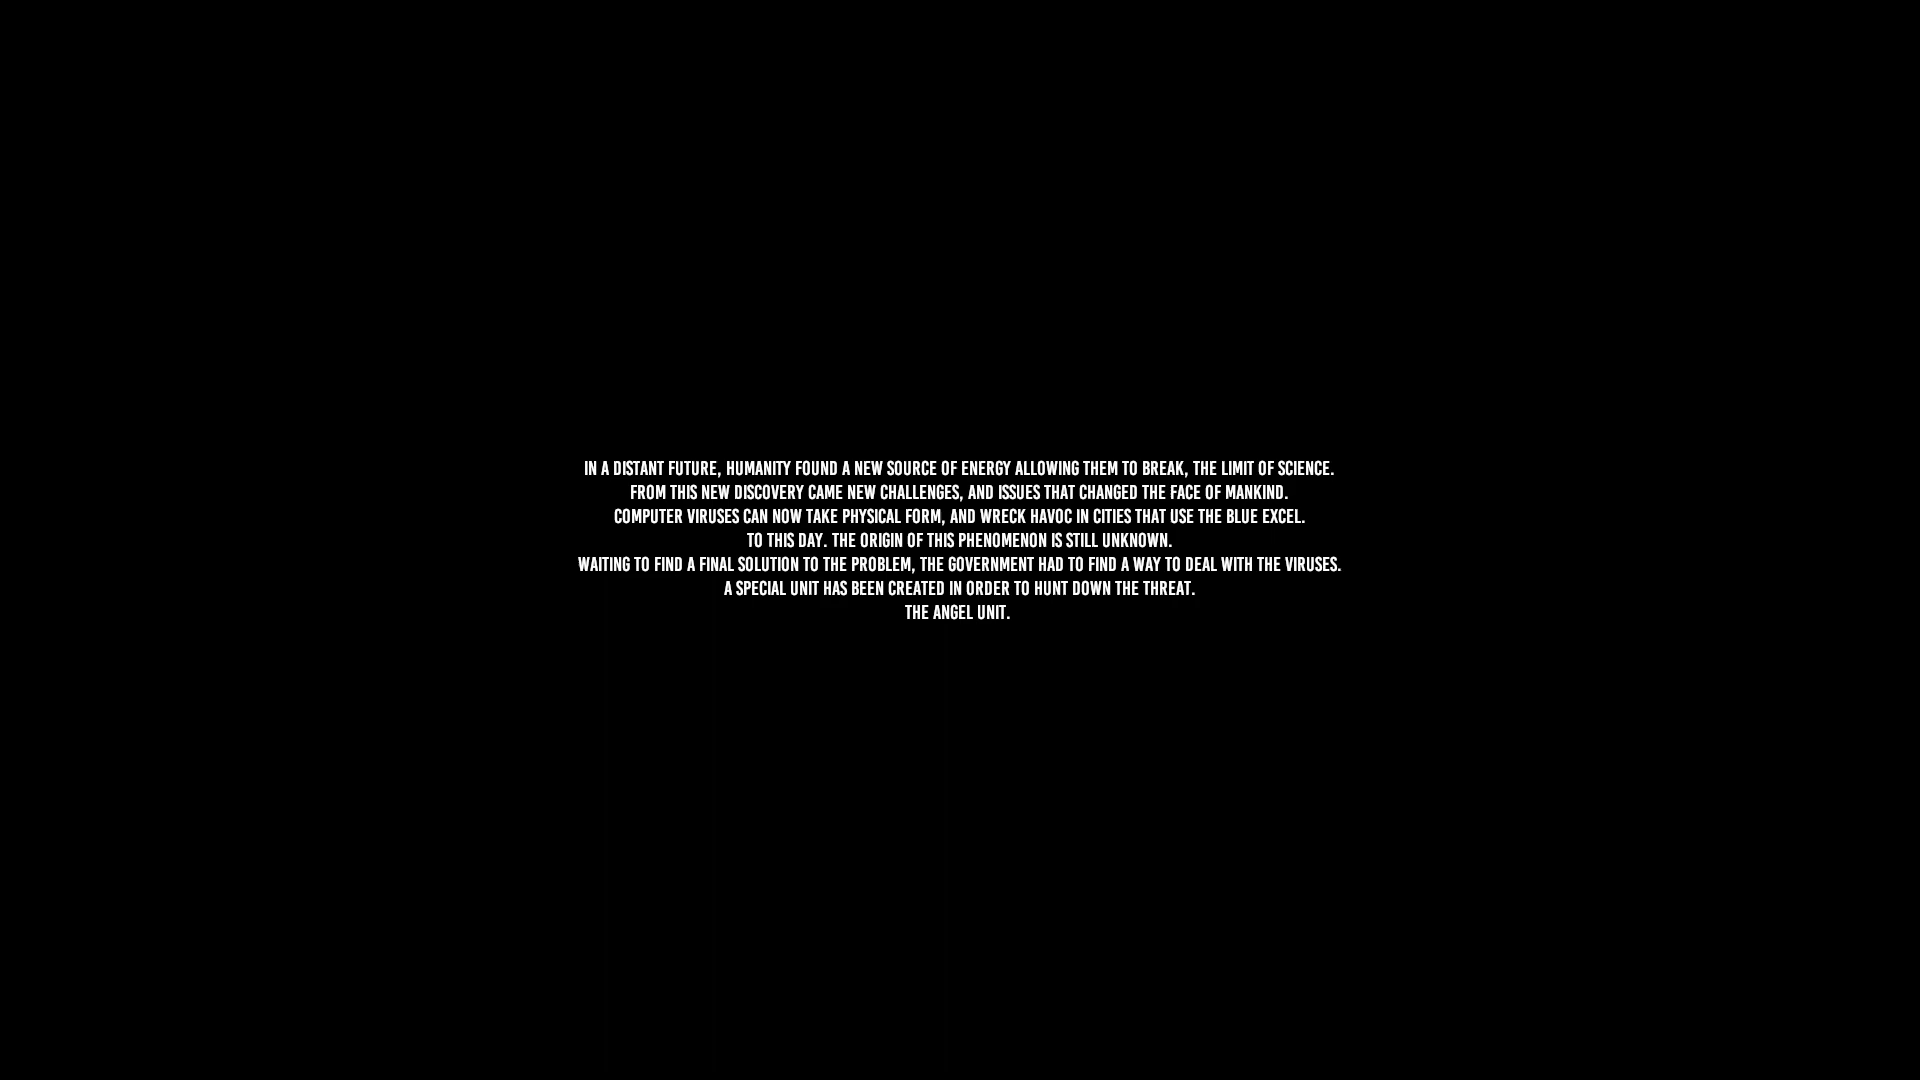 IN A DISTANT FUTURE, HUMANITY FOUND A NEW SOURCE OF ENERGY ALLOWING THEM TO BREAK, THE LIMIT OF SCIENCE.
FROM THIS NEW DISCOVERY CAME NEW CHALLENGES, AND ISSUES THAT CHANGED THE FACE OF MANKIND.
COMPUTER VIRUSES CAN NOW TAKE PHYSICAL FORM, AND WRECK HAVOC IN CITIES THAT USE THE BLUE EXCEL.
TO THIS DAY. THE ORIGIN OF THIS PHENOMENON IS STILL UNKNOWN.
WAITING TO FIND A FINAL SOLUTION TO THE PROBLEM, THE GOVERNMENT HAD TO FIND A WAY TO DEAL WITH THE VIRUSES.
A SPECIAL UNIT HAS BEEN CREATED IN ORDER TO HUNT DOWN THE THREAT.
THE ANGEL UNIT.